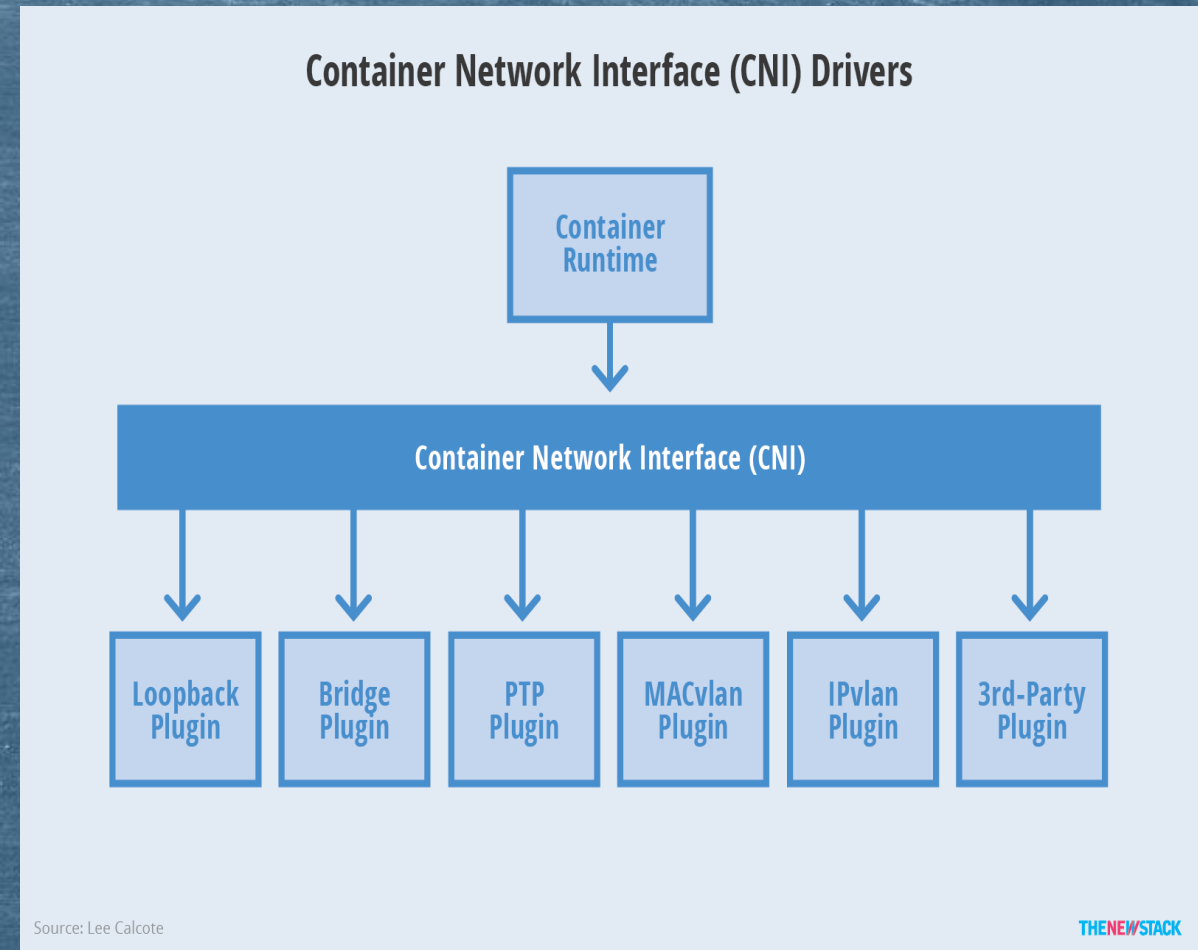 Container Network Interface (CNI) Drivers
Container
Runtime
Container Network Interface (CNI)
Loopback
Plugin
Bridge
Plugin
PTP
Plugin
MACvlan
Plugin
IPvlan
Plugin
3rd-Party
Plugin
Source: Lee Calcote
THENEWSTACK